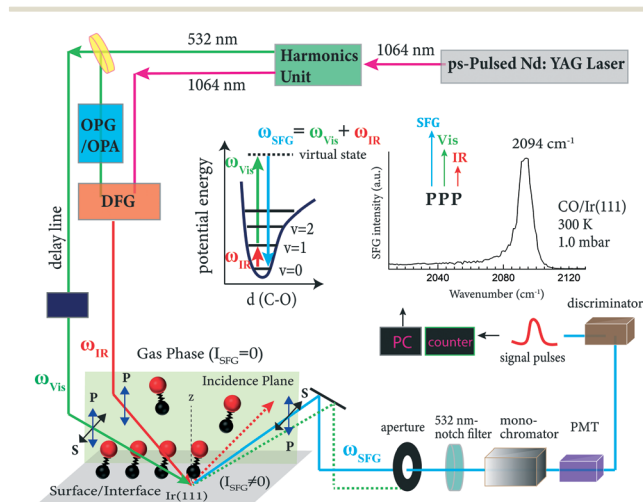 532 nm
1064 nm
Harmonics
Unit
1064 nm
ps-Pulsed Nd: YAG Laser
OPG
/OPA
DFG
delay line
ωSFG = ωVis + ωIR
virtual state
ωVis
potential energy
v=2
v=1
v=0
ωIR
d (C-O)
SFG
Vis
IR
PPP
2094 cm-1
CO/Ir(111)
300 K
1.0 mbar
SFG intensity (a.u.)
2040
2080
2120
Wavenumber (cm-1)
discriminator
PC
counter
signal pulses
ωIR
ωVis
Gas Phase (ISFG=0)
Incidence Plane
z
P
P
S
S
P
(ISFG≠0)
Surface/Interface
Ir(111)
ωSFG
aperture
532 nm-
notch filter
mono-
chromator
PMT